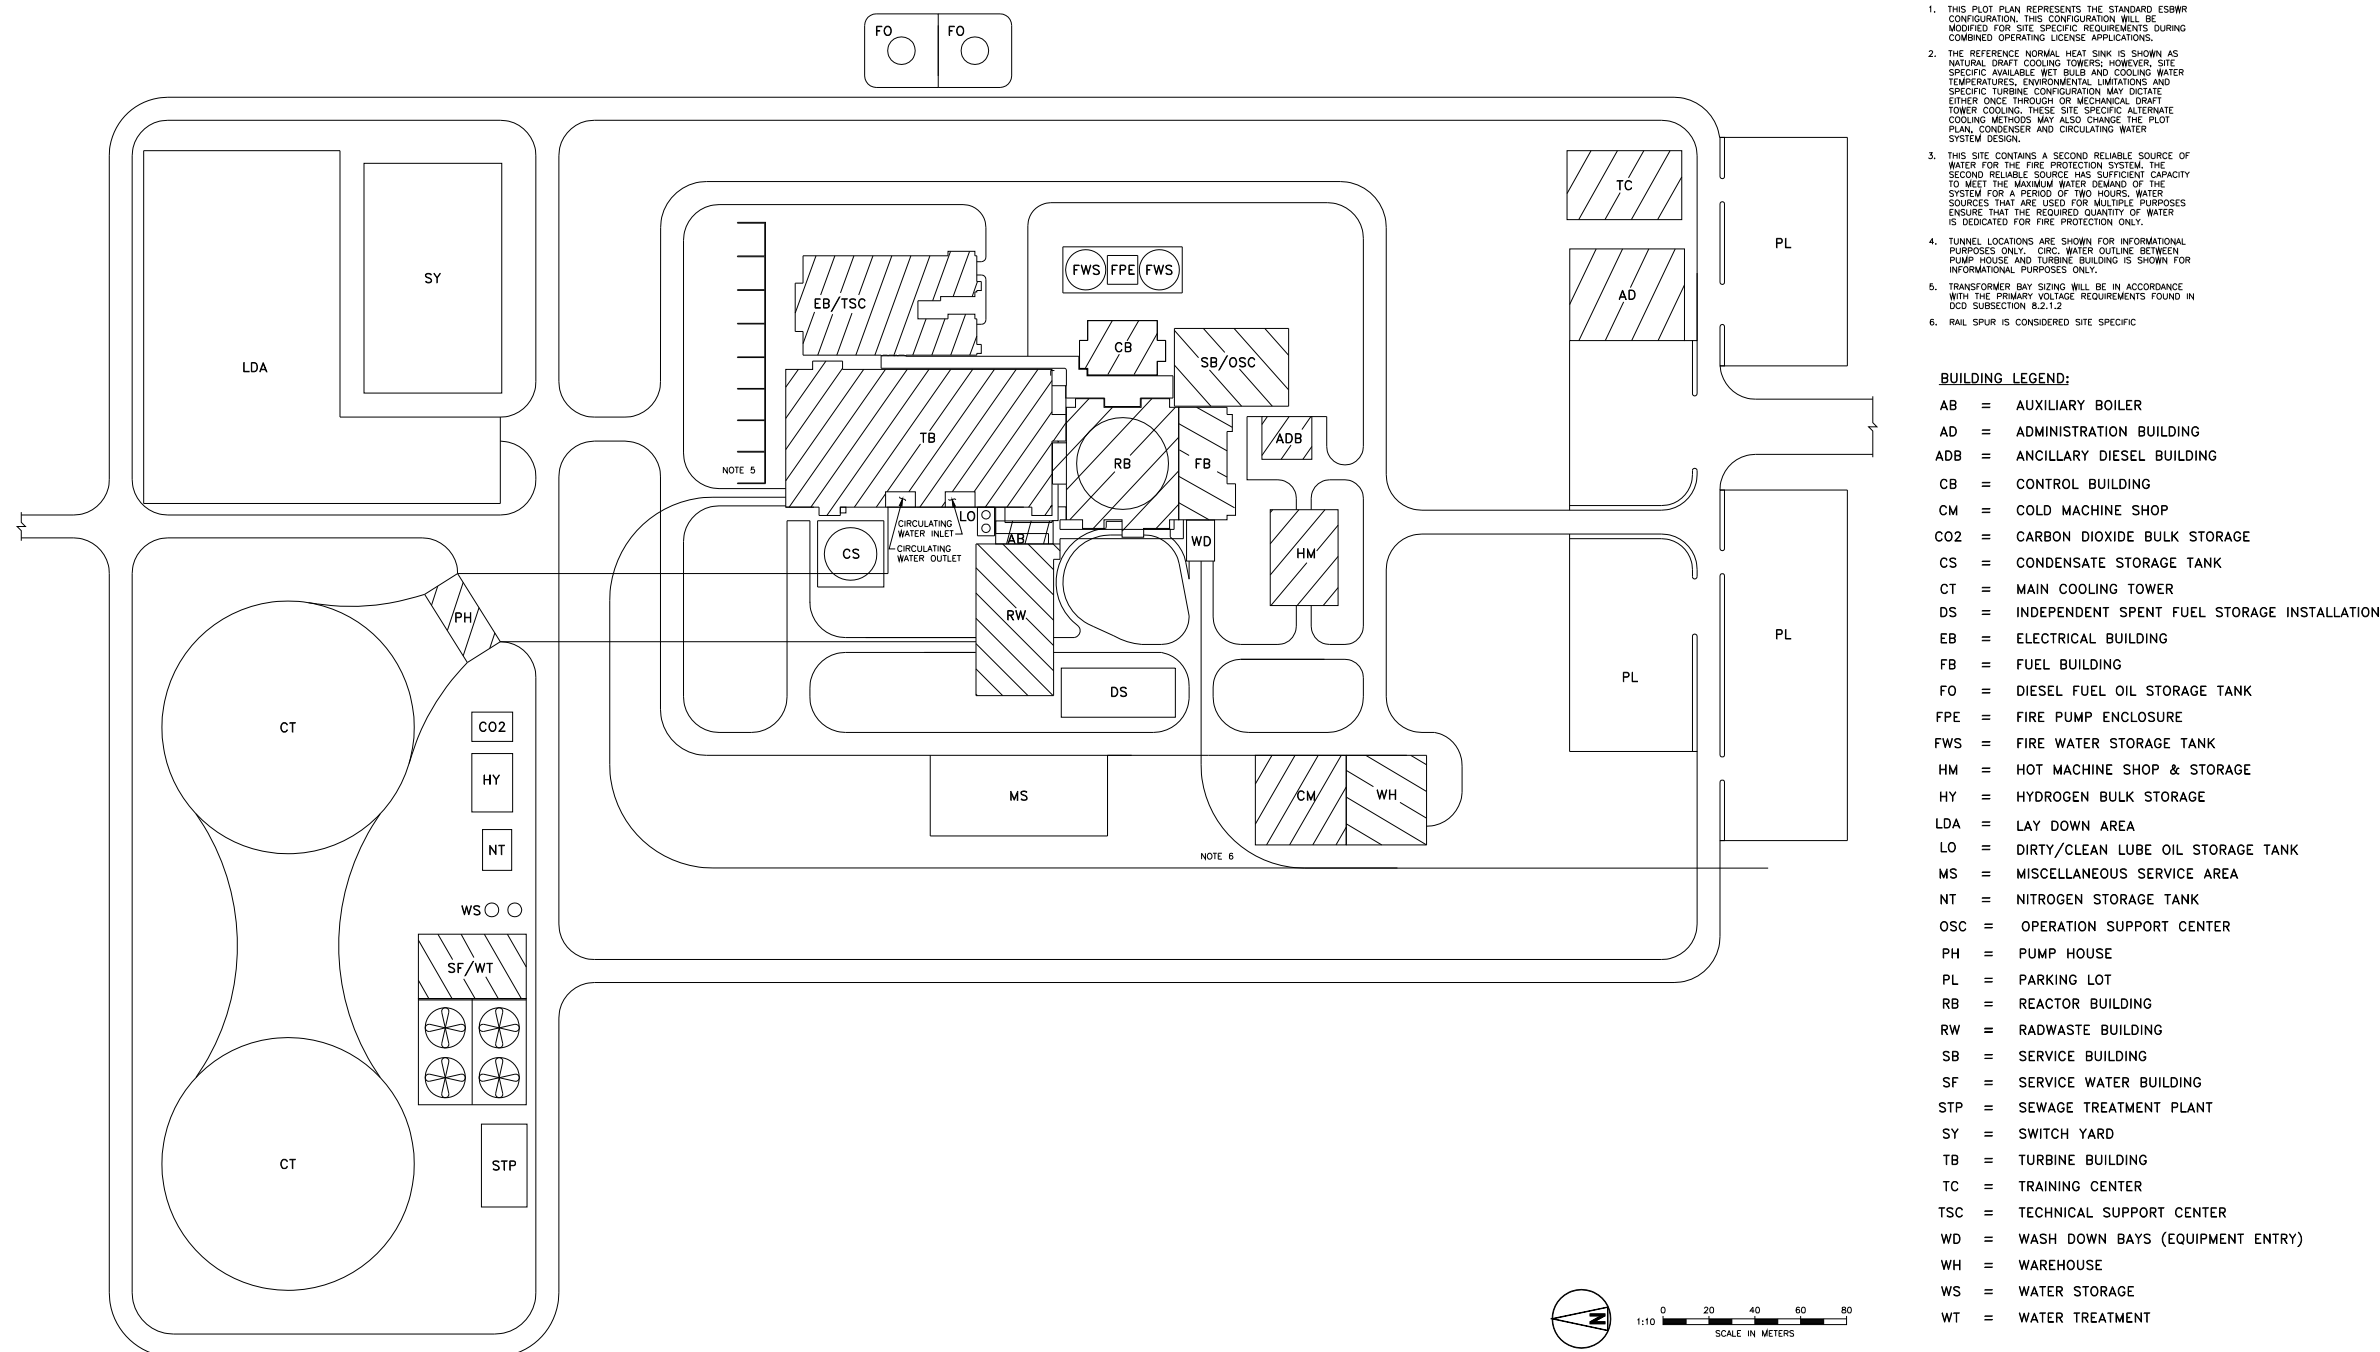 1. THIS PLOT PLAN REPRESENTS THE STANDARD ESBWR
CONFIGURATION. THIS CONFIGURATION WILL BE
MODIFIED FOR SITE SPECIFIC REQUIREMENTS DURING
COMBINED OPERATING LICENSE APPLICATIONS.
2. THE REFERENCE NORMAL HEAT SINK IS SHOWN AS
NATURAL DRAFT COOLING TOWERS; HOWEVER, SITE
SPECIFIC AVAILABLE WET BULB AND COOLING WATER
TEMPERATURES, ENVIRONMENTAL LIMITATIONS AND
SPECIFIC TURBINE CONFIGURATION MAY DICTATE
EITHER ONCE THROUGH OR MECHANICAL DRAFT
TOWER COOLING. THESE SITE SPECIFIC ALTERNATE
COOLING METHODS MAY ALSO CHANGE THE PLOT
PLAN, CONDENSER AND CIRCULATING WATER
SYSTEM DESIGN.
3. THIS SITE CONTAINS A SECOND RELIABLE SOURCE OF
WATER FOR THE FIRE PROTECTION SYSTEM. THE
SECOND RELIABLE SOURCE HAS SUFFICIENT CAPACITY
TO MEET THE MAXIMUM WATER DEMAND OF THE
SYSTEM FOR A PERIOD OF TWO HOURS. WATER
SOURCES THAT ARE USED FOR MULTIPLE PURPOSES
ENSURE THAT THE REQUIRED QUANTITY OF WATER
IS DEDICATED FOR FIRE PROTECTION ONLY.
4. TUNNEL LOCATIONS ARE SHOWN FOR INFORMATIONAL
PURPOSES ONLY. CIRC. WATER OUTLINE BETWEEN
PUMP HOUSE AND TURBINE BUILDING IS SHOWN FOR
INFORMATIONAL PURPOSES ONLY.
5. TRANSFORMER BAY SIZING WILL BE IN ACCORDANCE
WITH THE PRIMARY VOLTAGE REQUIREMENTS FOUND IN
DCD SUBSECTION 8.2.1.2
6. RAIL SPUR IS CONSIDERED SITE SPECIFIC
BUILDING LEGEND:
AB = AUXILIARY BOILER
AD = ADMINISTRATION BUILDING
ADB = ANCILLARY DIESEL BUILDING
CB = CONTROL BUILDING
CM = COLD MACHINE SHOP
CO2 = CARBON DIOXIDE BULK STORAGE
CS = CONDENSATE STORAGE TANK
CT = MAIN COOLING TOWER
DS = INDEPENDENT SPENT FUEL STORAGE INSTALLATION
EB = ELECTRICAL BUILDING
FB = FUEL BUILDING
FO = DIESEL FUEL OIL STORAGE TANK
FPE = FIRE PUMP ENCLOSURE
FWS = FIRE WATER STORAGE TANK
HM = HOT MACHINE SHOP & STORAGE
HY = HYDROGEN BULK STORAGE
LDA = LAY DOWN AREA
LO = DIRTY/CLEAN LUBE OIL STORAGE TANK
MS = MISCELLANEOUS SERVICE AREA
NT = NITROGEN STORAGE TANK
OSC = OPERATION SUPPORT CENTER
PH = PUMP HOUSE
PL = PARKING LOT
RB = REACTOR BUILDING
RW = RADWASTE BUILDING
SB = SERVICE BUILDING
SF = SERVICE WATER BUILDING
STP = SEWAGE TREATMENT PLANT
SY = SWITCH YARD
TB = TURBINE BUILDING
TC = TRAINING CENTER
TSC = TECHNICAL SUPPORT CENTER
WD = WASH DOWN BAYS (EQUIPMENT ENTRY)
WH = WAREHOUSE
WS = WATER STORAGE
WT = WATER TREATMENT
FO FO
TC
PL
SY
FWS FPE FWS
AD
EB/TSC
CB
SB/OSC
LDA
TB
ADB
RB
FB
NOTE 5
LO
CIRCULATING
WATER INLET
AB
WD
CS
CIRCULATING
WATER OUTLET
HM
PH
RW
PL
PL
DS
CT
CO2
HY
MS
CM
WH
NT
NOTE 6
WS
SF/WT
CT
STP
N
0 20 40 60 80
1:10
SCALE IN METERS